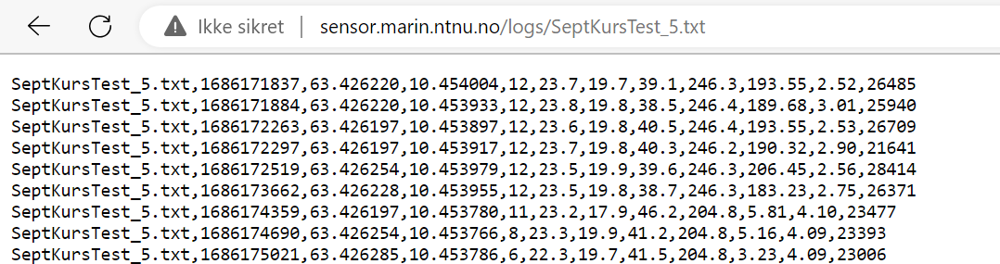 Ikke sikret | sensor.marin.ntnu.no/logs/SeptKursTest_5.txt
SeptKursTest_5.txt,1686171837,63.426220,10.454004,12,23.7,19.7,39.1,246.3,193.55,2.52,26485
SeptKursTest_5.txt,1686171884,63.426220,10.453933,12,23.8,19.8,38.5,246.4,189.68,3.01,25940
SeptKursTest_5.txt,1686172263,63.426197,10.453897,12,23.6,19.8,40.5,246.4,193.55,2.53,26709
SeptKursTest_5.txt,1686172297,63.426197,10.453917,12,23.7,19.8,40.3,246.2,190.32,2.90,21641
SeptKursTest_5.txt,1686172519,63.426254,10.453979,12,23.5,19.9,39.6,246.3,206.45,2.56,28414
SeptKursTest_5.txt,1686173662,63.426228,10.453955,12,23.5,19.8,38.7,246.3,183.23,2.75,26371
SeptKursTest_5.txt,1686174359,63.426197,10.453780,11,23.2,17.9,46.2,204.8,5.81,4.10,23477
SeptKursTest_5.txt,1686174690,63.426254,10.453766,8,23.3,19.9,41.2,204.8,5.16,4.09,23393
SeptKursTest_5.txt,1686175021,63.426285,10.453786,6,22.3,19.7,41.5,204.8,3.23,4.09,23006